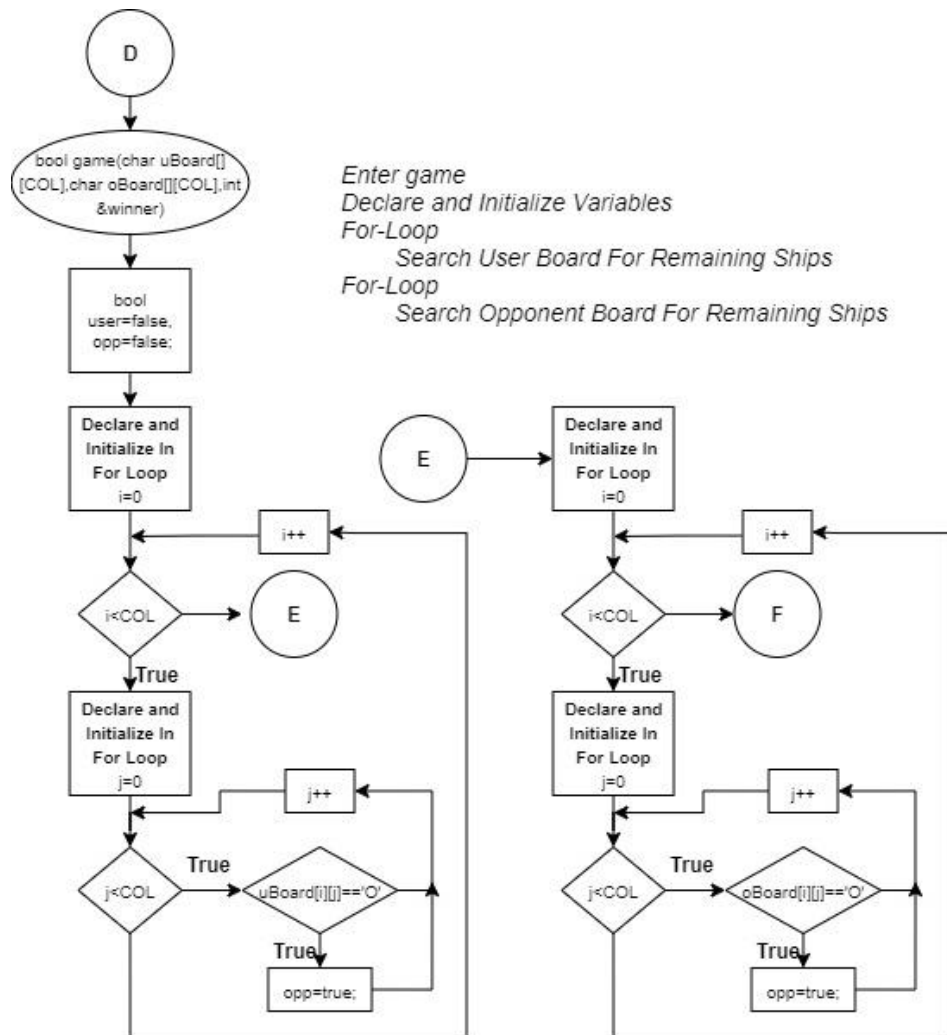 D
bool game(char uBoard[]
[COL],char oBoard[][COL],int
&winner)
Enter game
Declare and Initialize Variables
For-Loop
Search User Board For Remaining Ships
For-Loop
Search Opponent Board For Remaining Ships
bool
user=false,
opp=false;
Declare and
Initialize In
For Loop
i=0
i++
i<COL
E
True
Declare and
Initialize In
For Loop
j=0
j++
j<COL
True
uBoard[i][j]=='O'
True
opp=true;
E
Declare and
Initialize In
For Loop
i=0
i++
i<COL
F
True
Declare and
Initialize In
For Loop
j=0
j++
j<COL
True
oBoard[i][j]=='O'
True
opp=true;